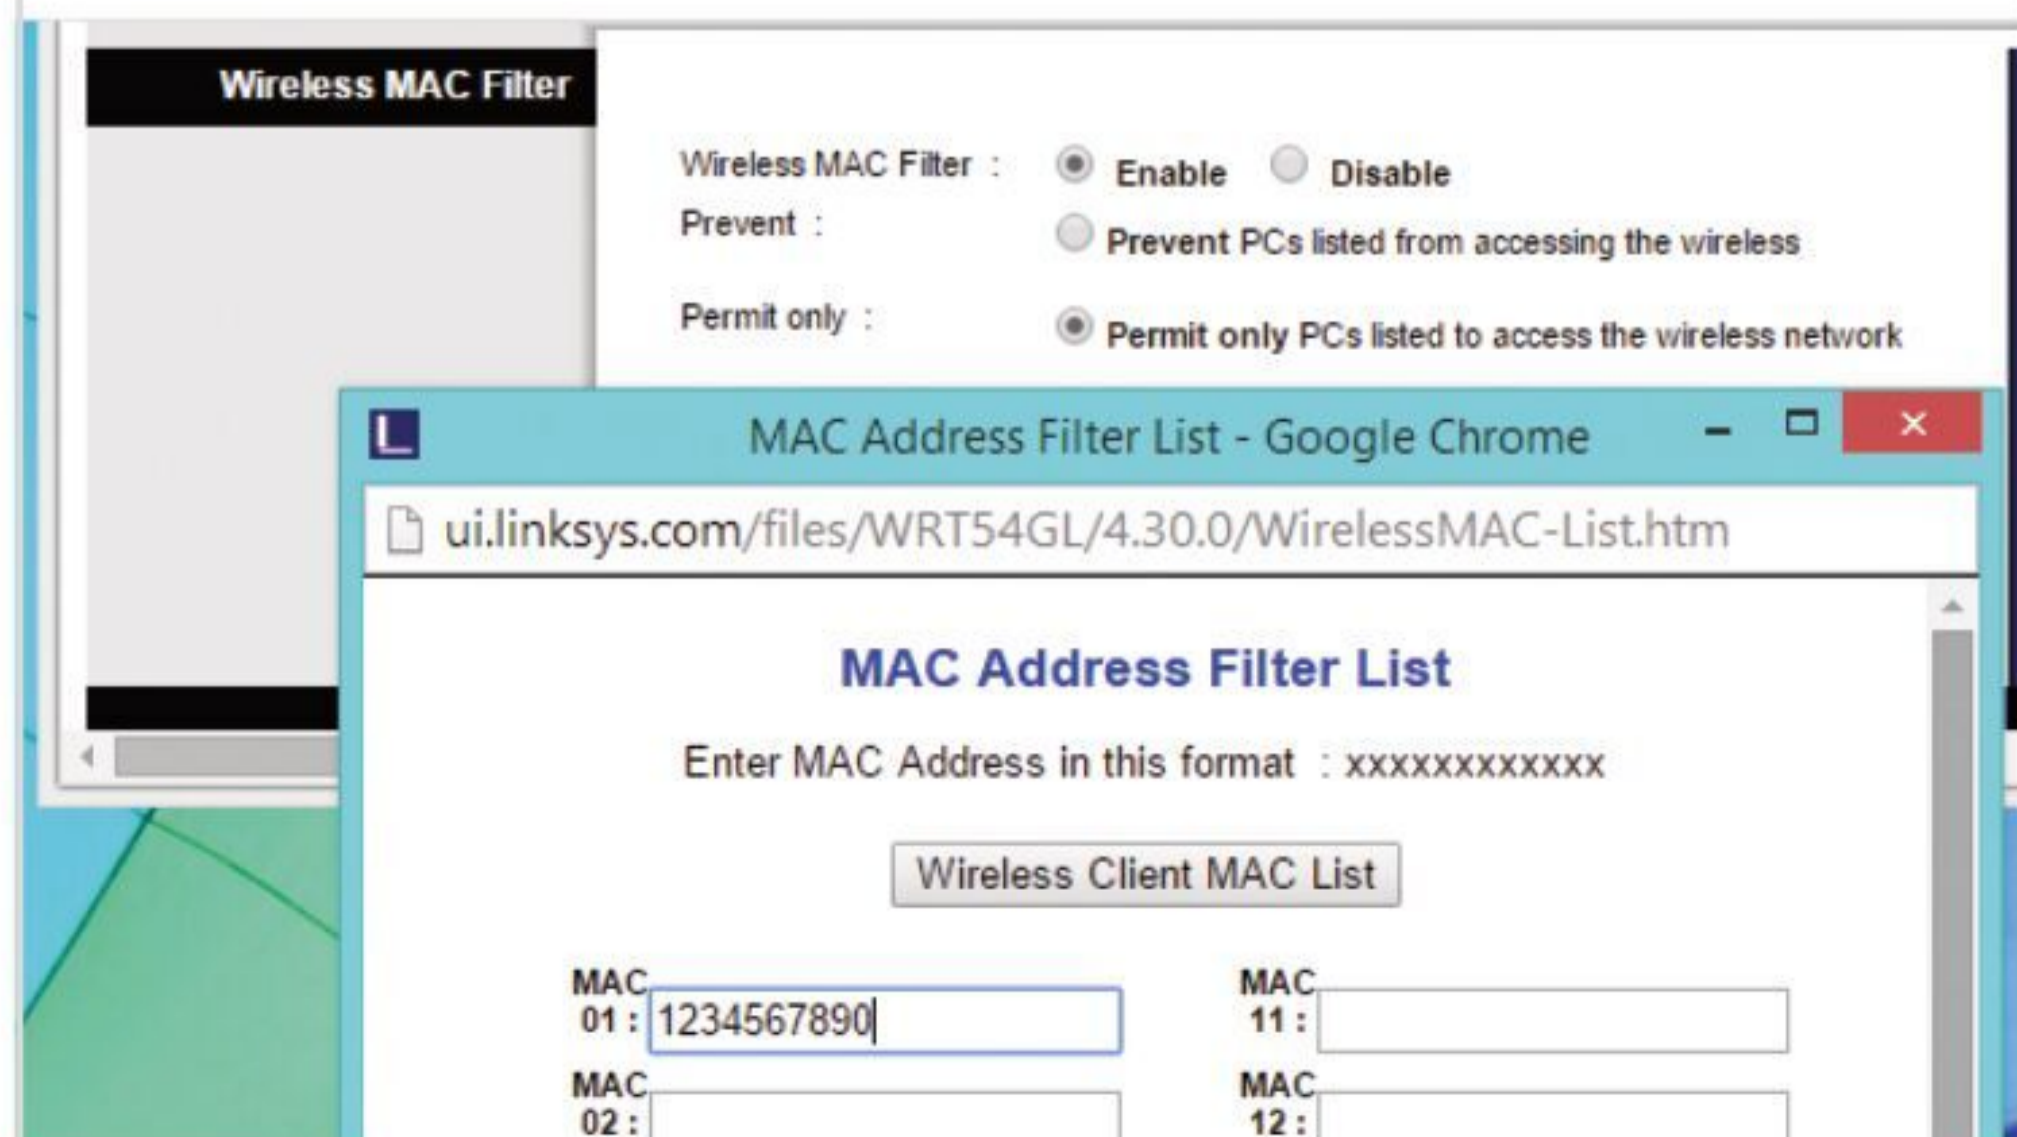 Wireless MAC Filter
Wireless MAC Filter : Enable Disable
Prevent : Prevent PCs listed from accessing the wireless
Permit only : Permit only PCs listed to access the wireless network
L MAC Address Filter List - Google Chrome
ui.linksys.com/files/WRT54GL/4.30.0/WirelessMAC-List.htm
MAC Address Filter List
Enter MAC Address in this format : xxxxxxxxxxxx
Wireless Client MAC List
MAC 01 : 1234567890 MAC 11 :
MAC 02 : MAC 12 :